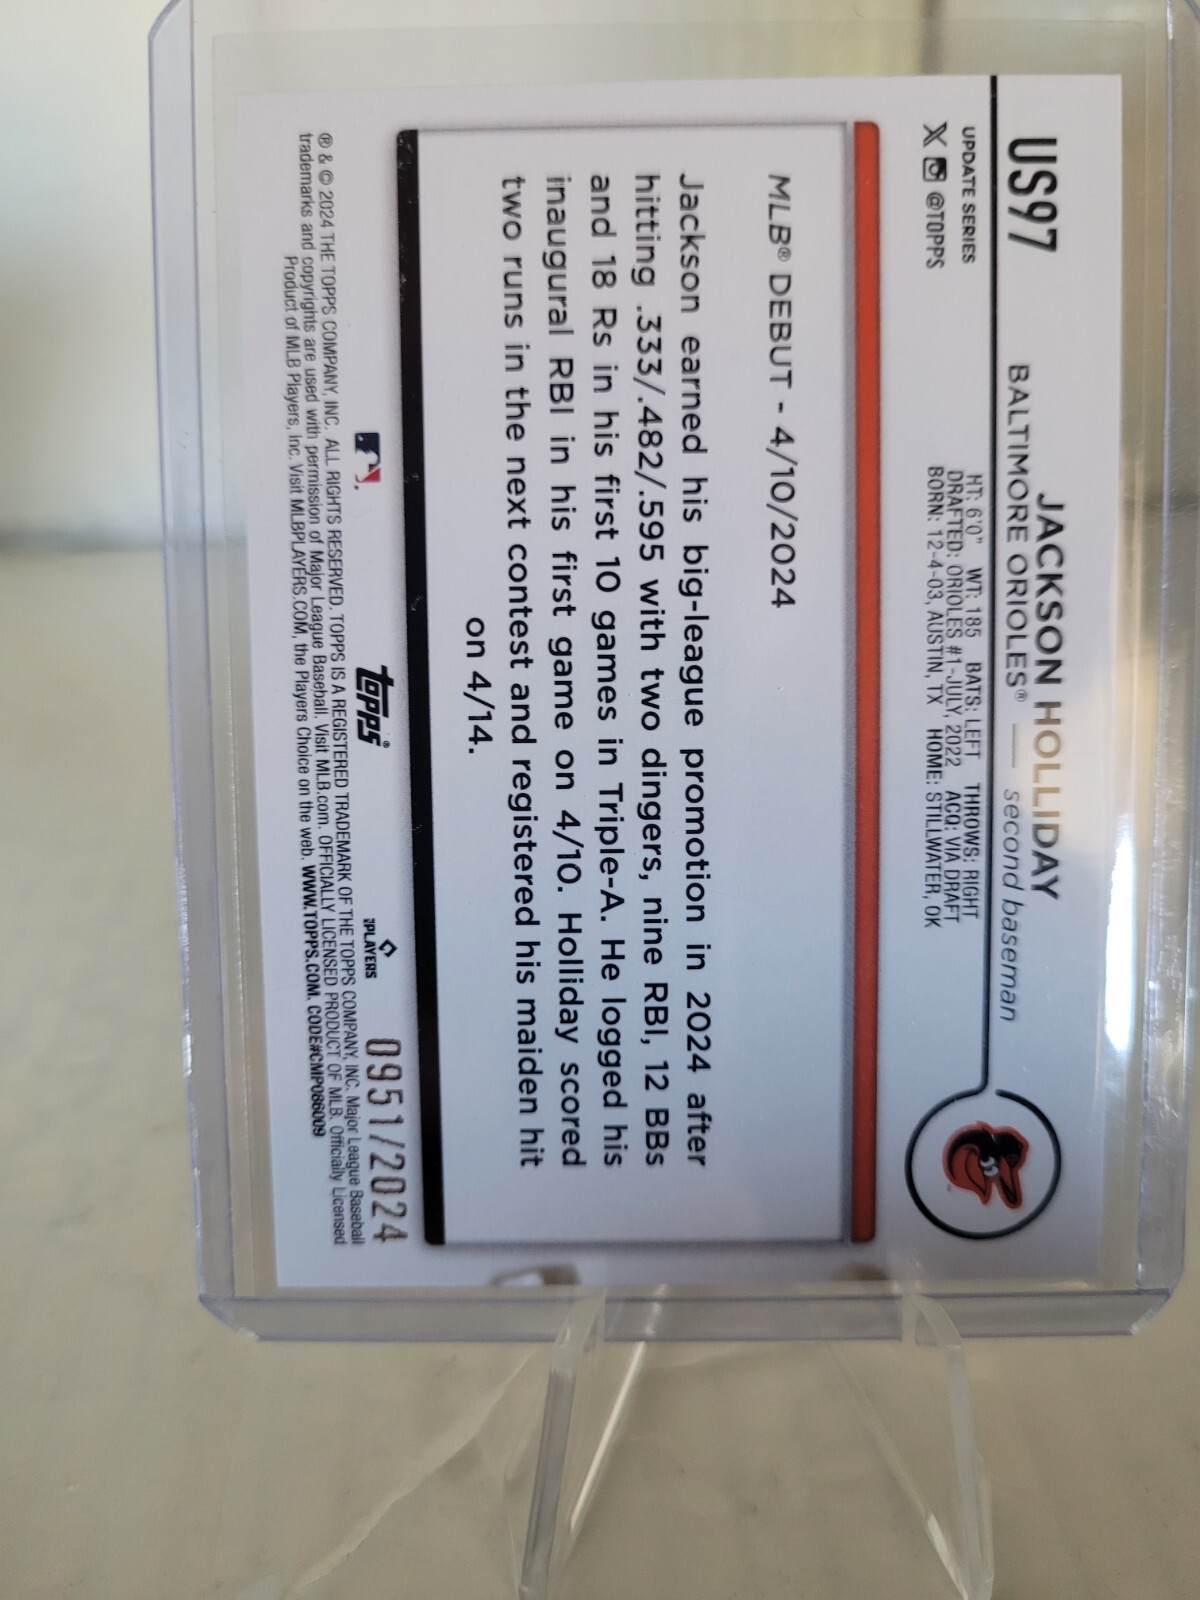 US97
JACKSON HOLLIDAY
BALTIMORE ORIOLES® — second baseman
UPDATE SERIES
X @TOPPS
HT: 6'0" WT: 185 BATS: LEFT THROWS: RIGHT
DRAFTED: ORIOLES #1-JULY, 2022 ACQ: VIA DRAFT
BORN: 12-4-03, AUSTIN, TX HOME: STILLWATER, OK
MLB® DEBUT - 4/10/2024
Jackson earned his big-league promotion in 2024 after
hitting .333/.482/.595 with two dingers, nine RBI, 12 BBs
and 18 Rs in his first 10 games in Triple-A. He logged his
inaugural RBI in his first game on 4/10. Holliday scored
two runs in the next contest and registered his maiden hit
on 4/14.
topps®
PLAYERS
0951/2024
® & © 2024 THE TOPPS COMPANY, INC. ALL RIGHTS RESERVED. TOPPS IS A REGISTERED TRADEMARK OF THE TOPPS COMPANY, INC. Major League Baseball
trademarks and copyrights are used with permission of Major League Baseball. Visit MLB.com. OFFICIALLY LICENSED PRODUCT OF MLB. Officially Licensed
Product of MLB Players, Inc. Visit MLBPLAYERS.COM, the Players Choice on the web. WWW.TOPPS.COM. CODE#CMP086009